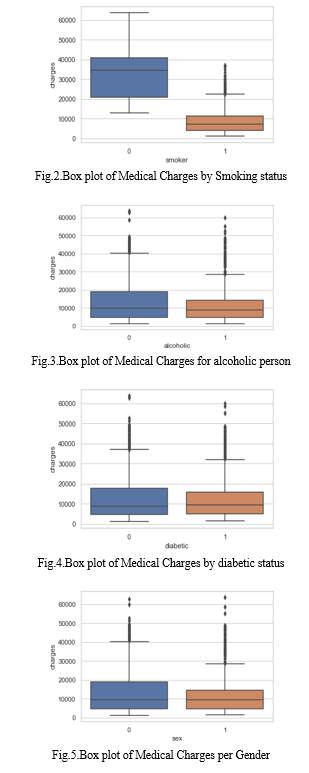 60000
50000
40000
30000
20000
10000
0
charges
0 1
smoker
Fig.2.Box plot of Medical Charges by Smoking status
60000
50000
40000
30000
20000
10000
0
charges
0 1
alcoholic
Fig.3.Box plot of Medical Charges for alcoholic person
60000
50000
40000
30000
20000
10000
0
charges
0 1
diabetic
Fig.4.Box plot of Medical Charges by diabetic status
60000
50000
40000
30000
20000
10000
0
charges
0 1
sex
Fig.5.Box plot of Medical Charges per Gender